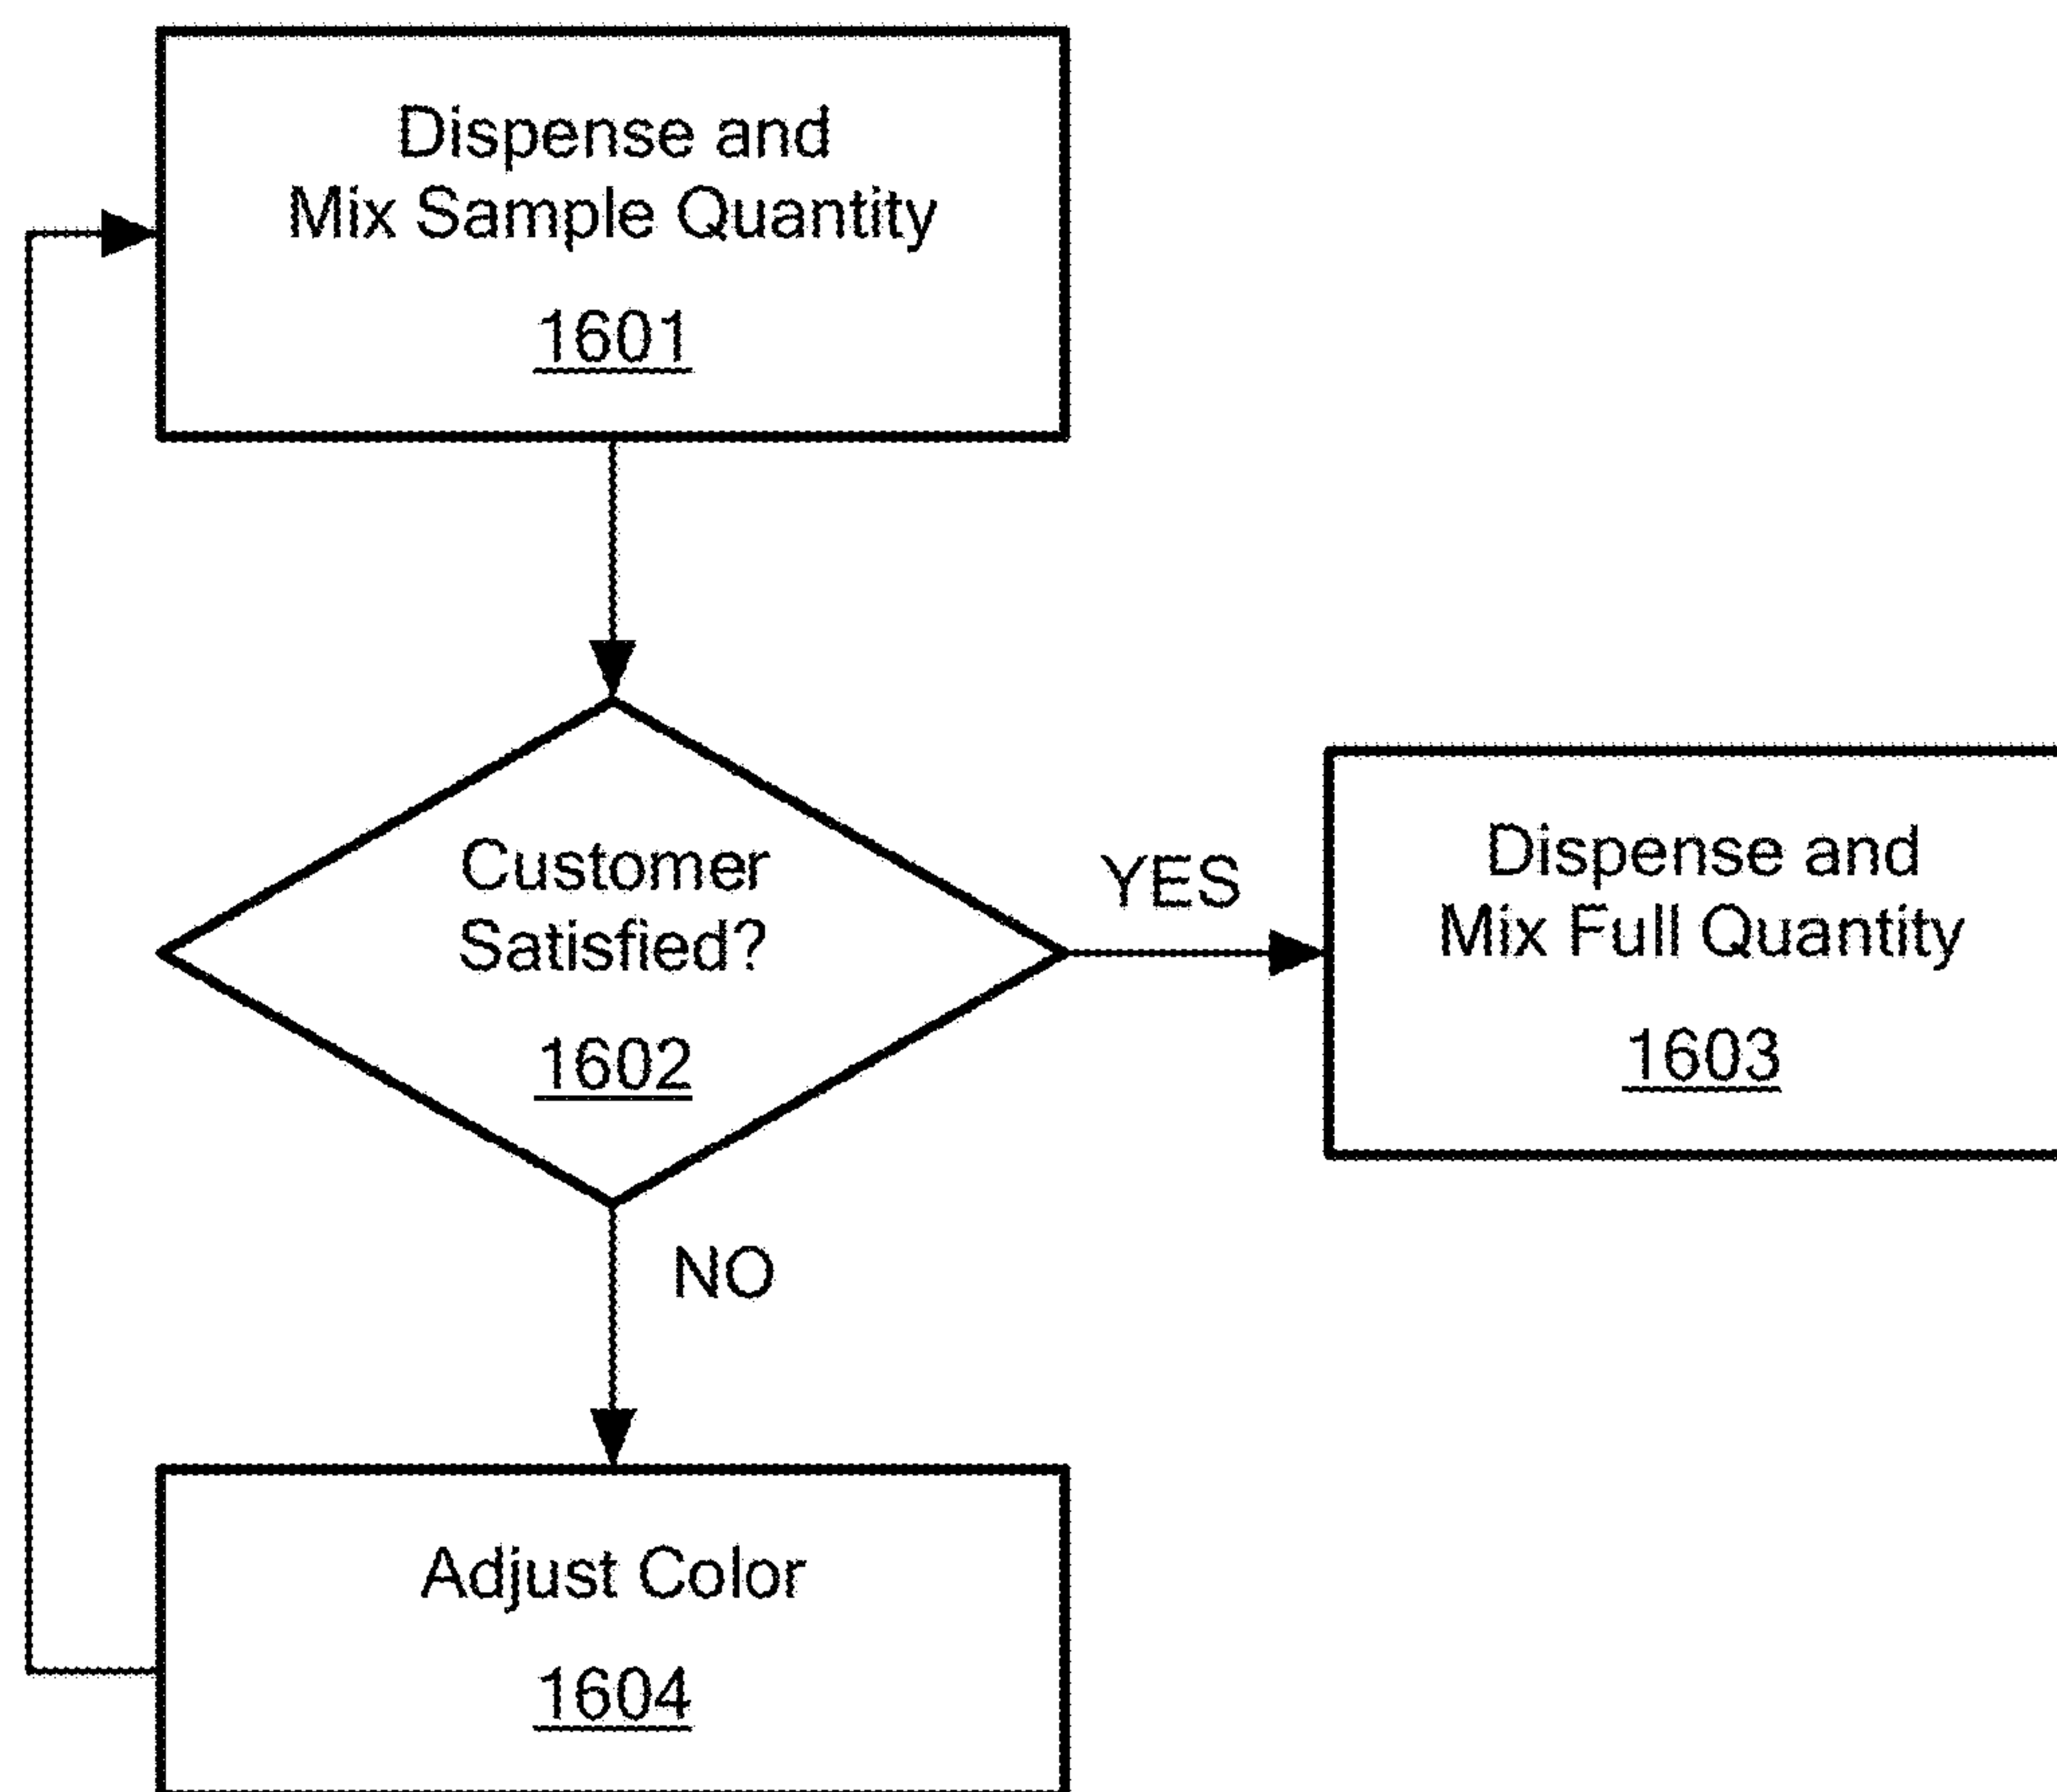 Dispense and
Mix Sample Quantity
1601
Customer
Satisfied?
1602
YES
Dispense and
Mix Full Quantity
1603
NO
Adjust Color
1604